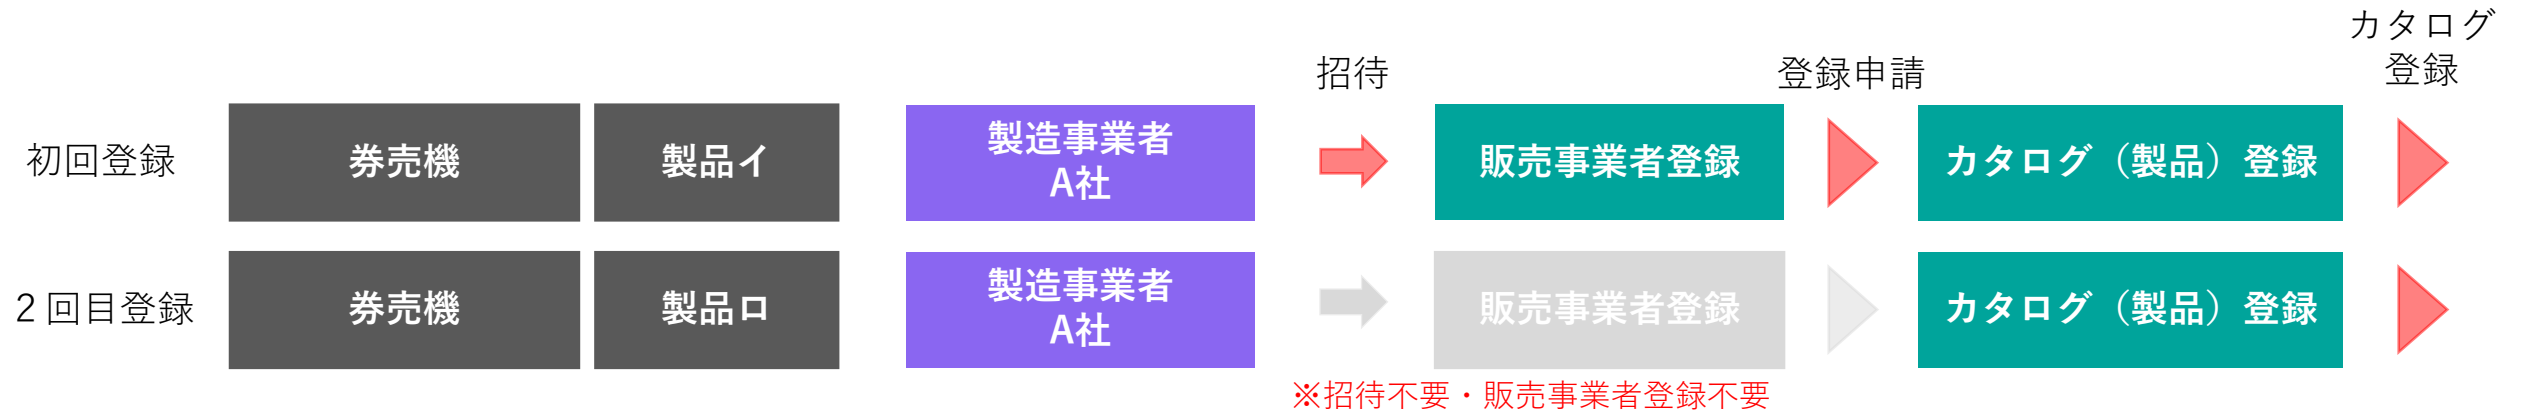 カタログ
登録
招待
登録申請
初回登録
券売機
製品イ
製造事業者
A社
販売事業者登録
カタログ（製品）登録
２回目登録
券売機
製品ロ
製造事業者
A社
販売事業者登録
カタログ（製品）登録
※招待不要・販売事業者登録不要